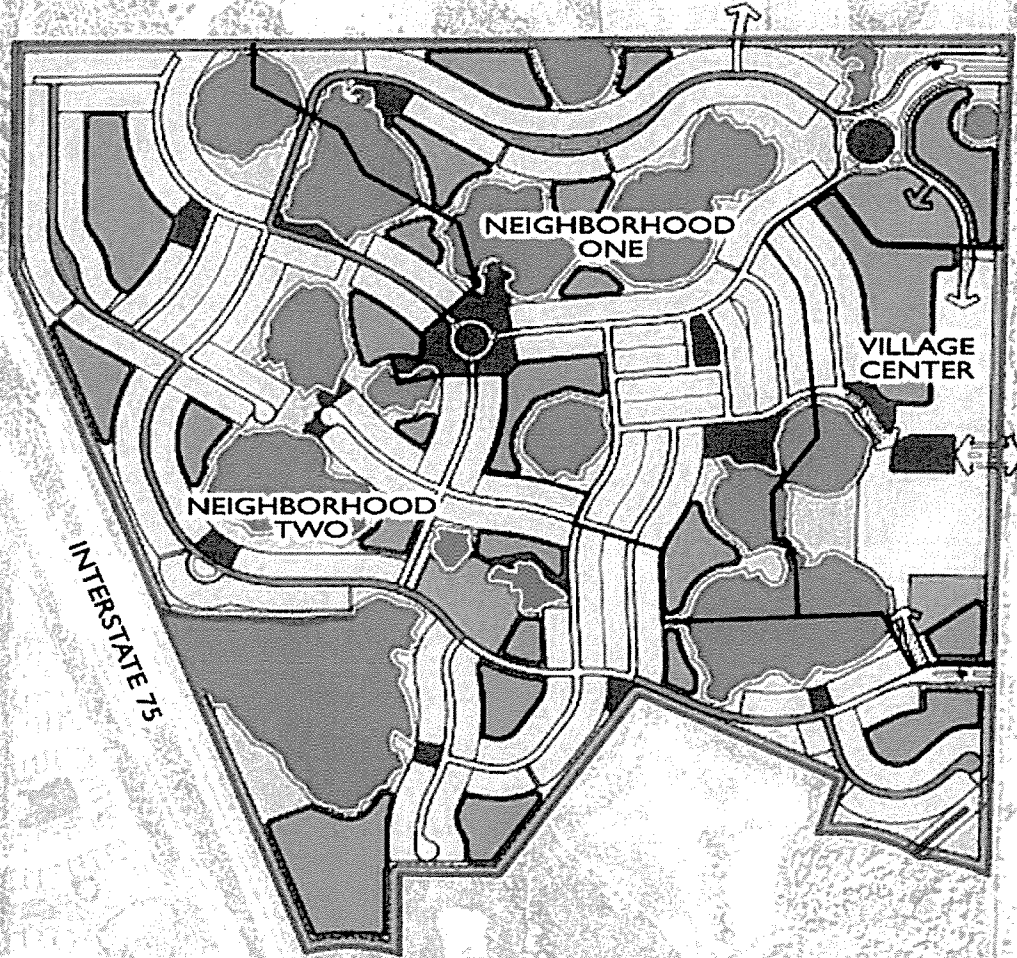 NEIGHBORHOOD
ONE
VILLAGE
CENTER
NEIGHBORHOOD
TWO
INTERSTATE 75